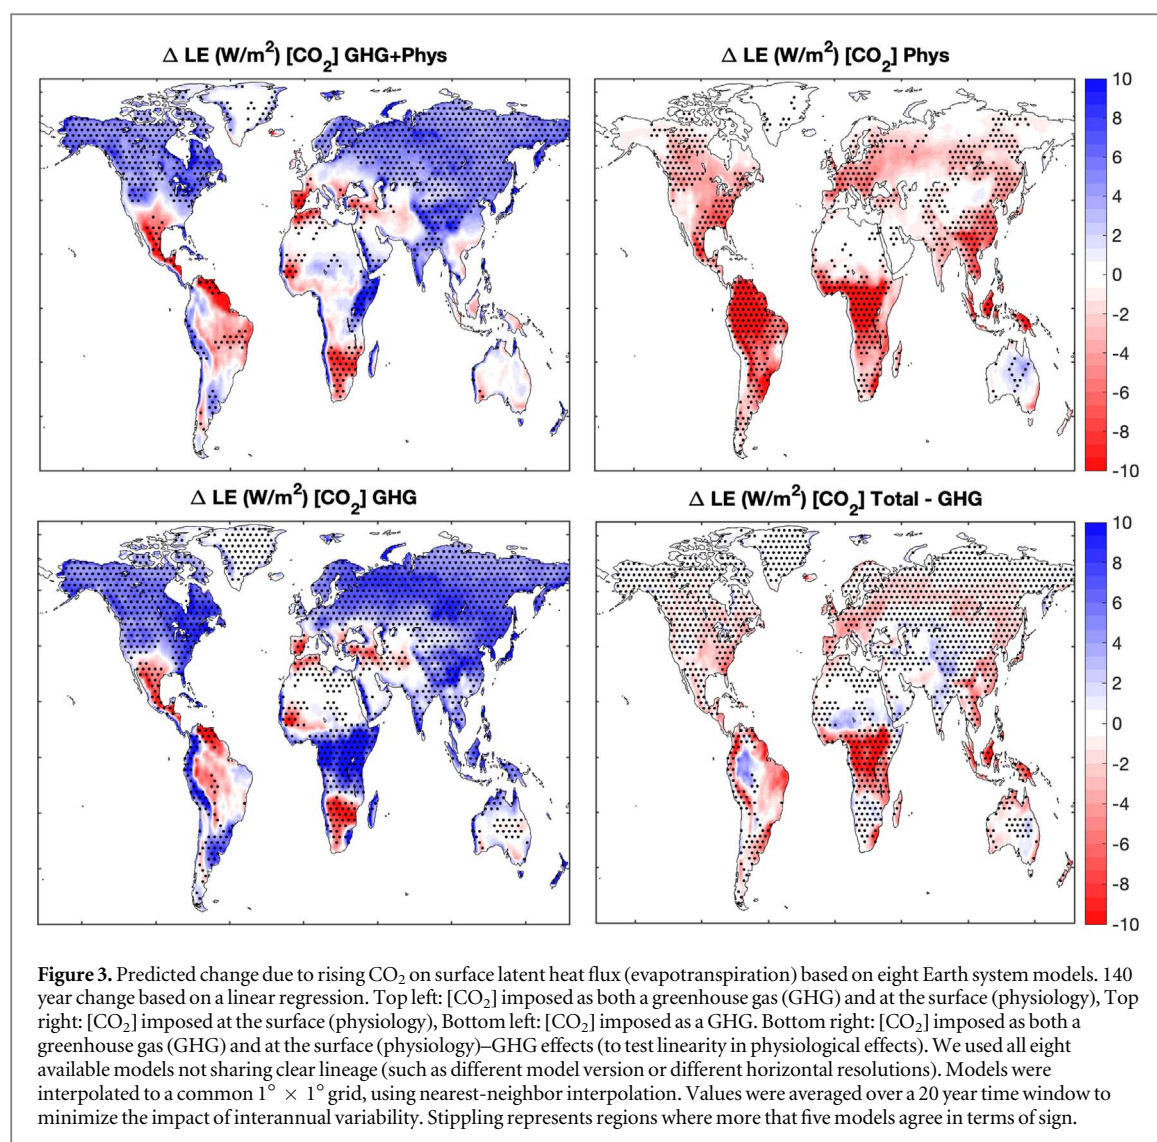 Δ LE (W/m²) [CO₂] GHG+Phys
Δ LE (W/m²) [CO₂] Phys
10
8
6
4
2
0
-2
-4
-6
-8
-10
Δ LE (W/m²) [CO₂] GHG
Δ LE (W/m²) [CO₂] Total - GHG
10
8
6
4
2
0
-2
-4
-6
-8
-10
Figure 3. Predicted change due to rising CO₂ on surface latent heat flux (evapotranspiration) based on eight Earth system models. 140
year change based on a linear regression. Top left: [CO₂] imposed as both a greenhouse gas (GHG) and at the surface (physiology), Top
right: [CO₂] imposed at the surface (physiology), Bottom left: [CO₂] imposed as a GHG. Bottom right: [CO₂] imposed as both a
greenhouse gas (GHG) and at the surface (physiology)–GHG effects (to test linearity in physiological effects). We used all eight
available models not sharing clear lineage (such as different model version or different horizontal resolutions). Models were
interpolated to a common 1° × 1° grid, using nearest-neighbor interpolation. Values were averaged over a 20 year time window to
minimize the impact of interannual variability. Stippling represents regions where more that five models agree in terms of sign.